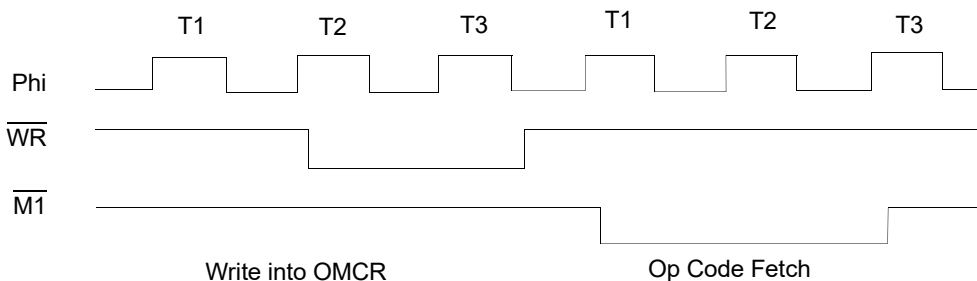 T1 T2 T3 T1 T2 T3
Phi
WR
M1
Write into OMCR Op Code Fetch